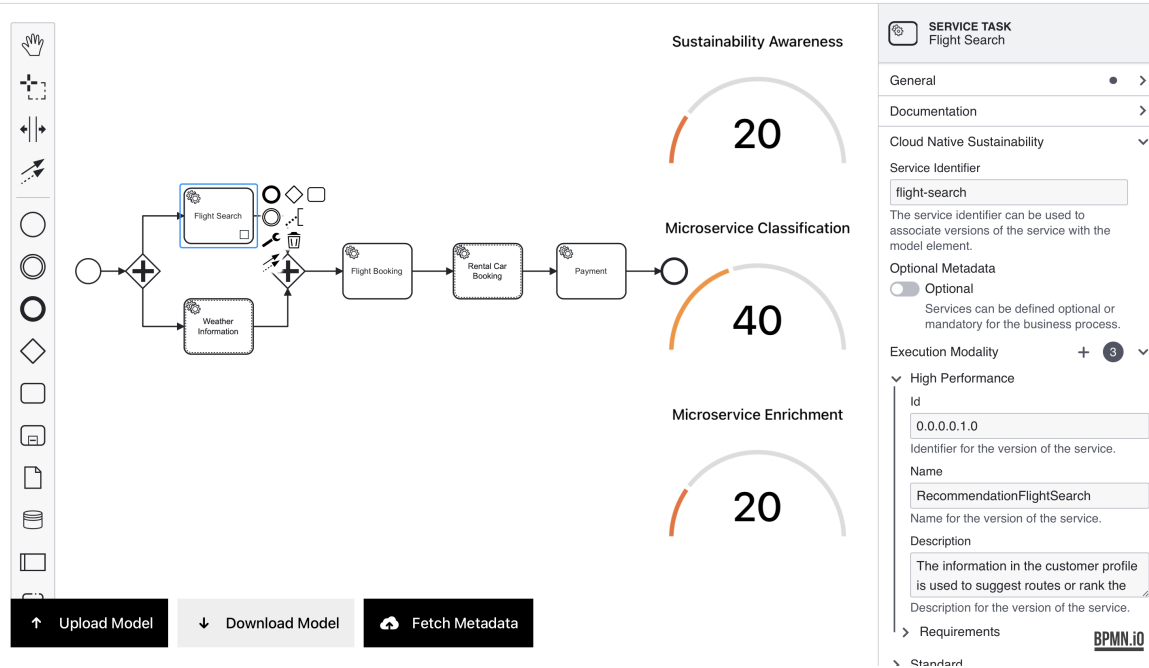 Flight Search
Weather
Information
Flight Booking
Rental Car
Booking
Payment
Sustainability Awareness
20
Microservice Classification
40
Microservice Enrichment
20
Upload Model
Download Model
Fetch Metadata
SERVICE TASK
Flight Search
General
Documentation
Cloud Native Sustainability
Service Identifier
flight-search
The service identifier can be used to
associate versions of the service with the
model element.
Optional Metadata
Optional
Services can be defined optional or
mandatory for the business process.
Execution Modality + 3
High Performance
Id
0.0.0.0.1.0
Identifier for the version of the service.
Name
RecommendationFlightSearch
Name for the version of the service.
Description
The information in the customer profile
is used to suggest routes or rank the
Description for the version of the service.
Requirements
BPMN.iO
Standard